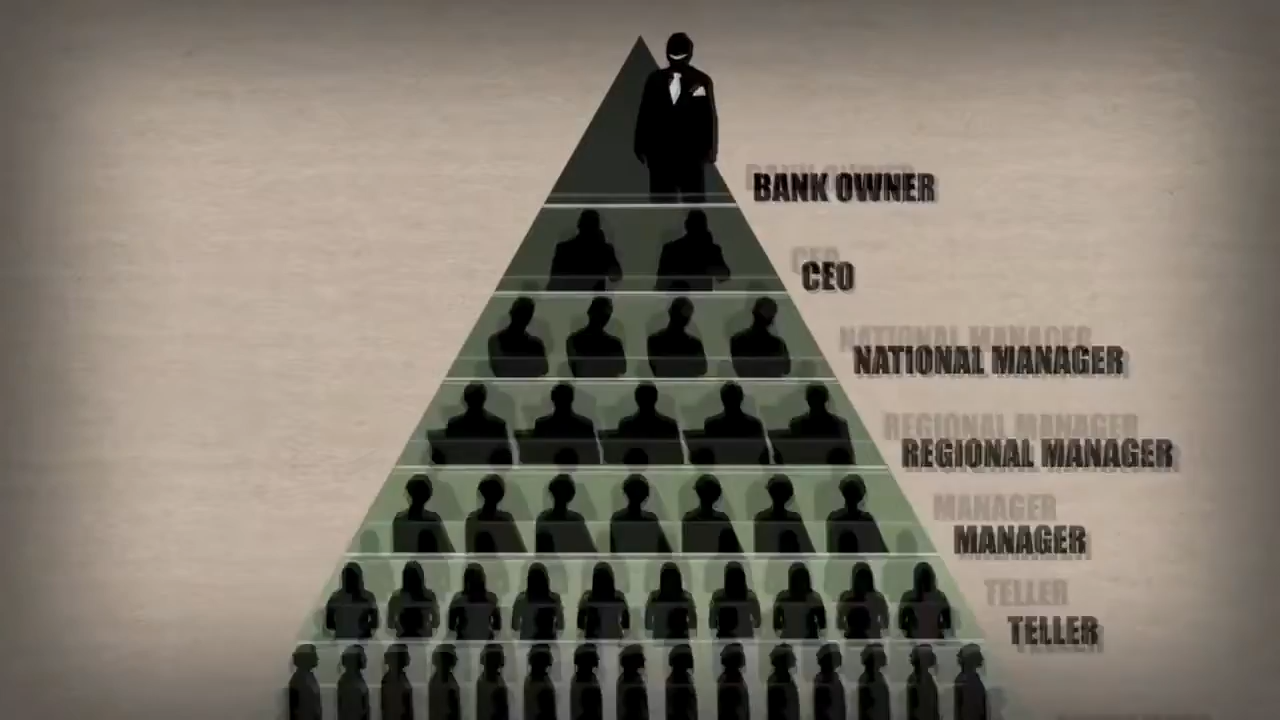 BANK OWNER
CEO
NATIONAL MANAGER
REGIONAL MANAGER
MANAGER
TELLER